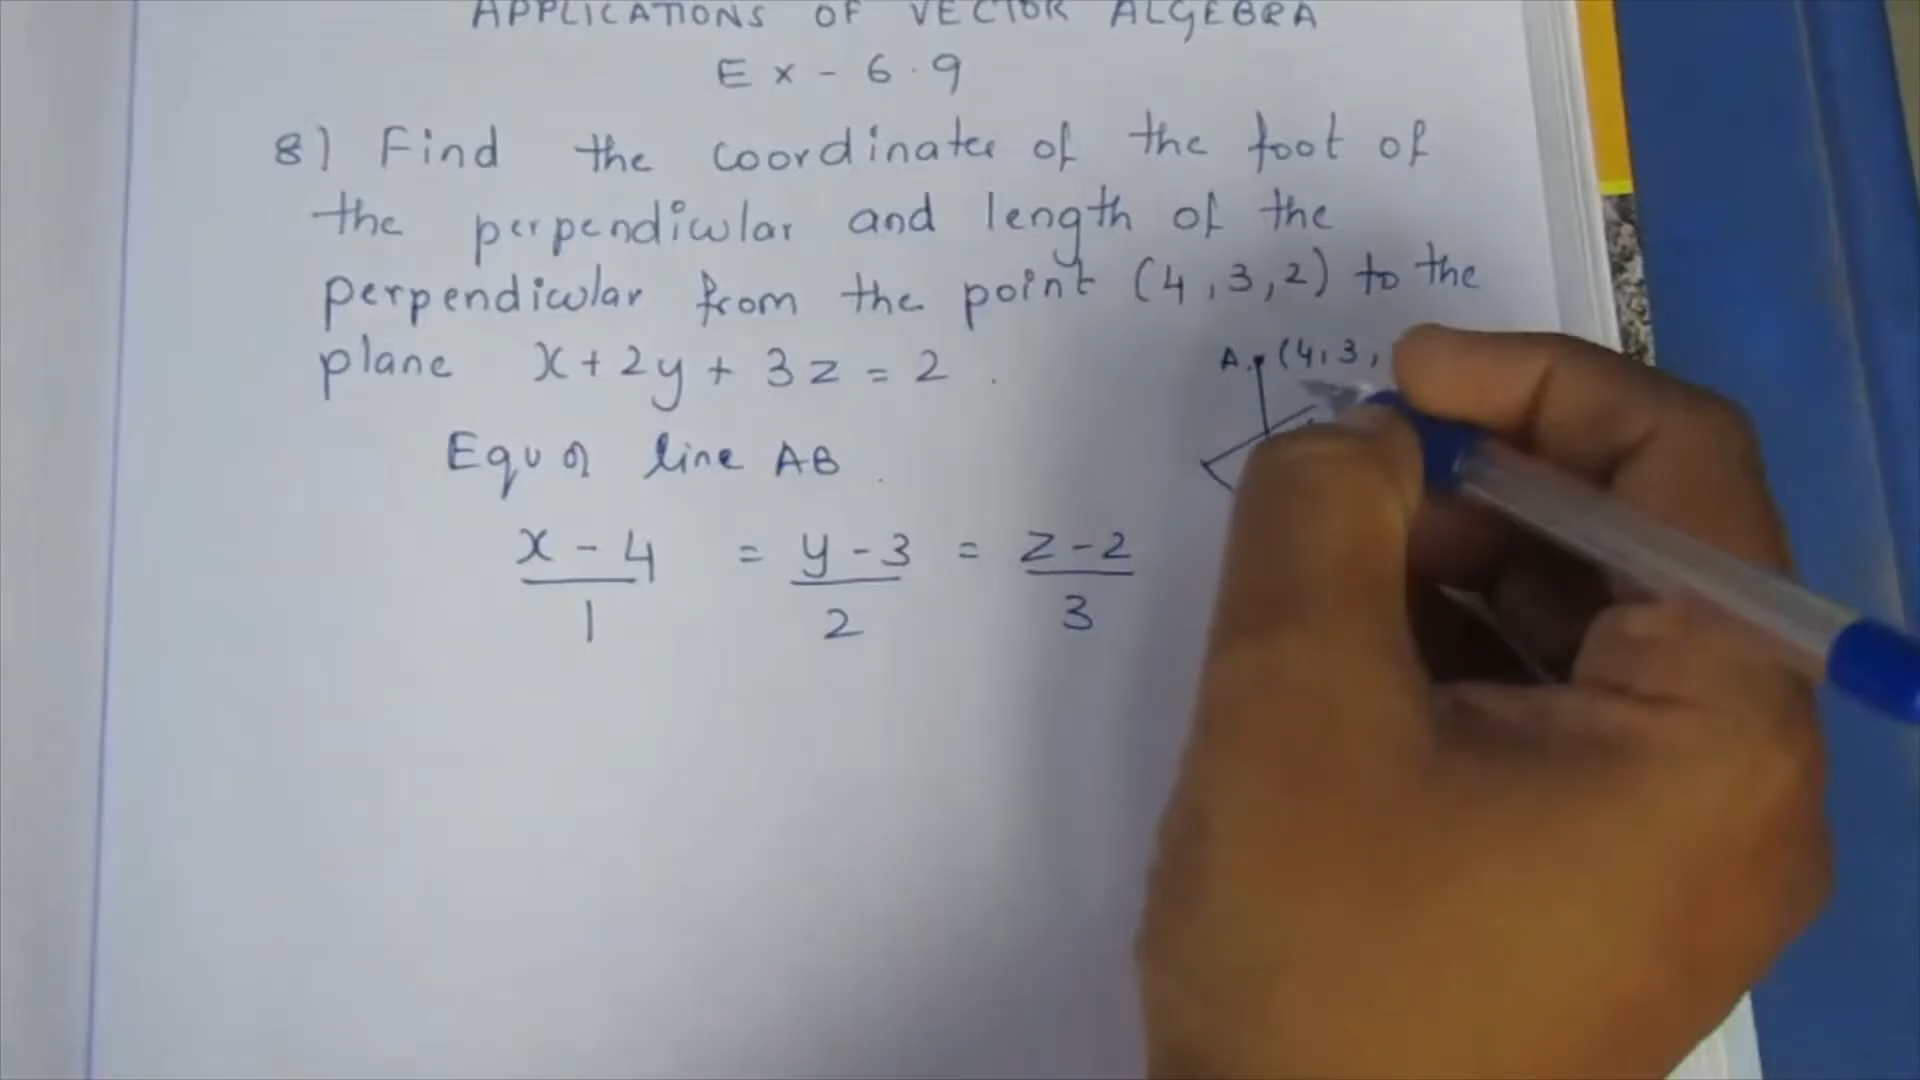 APPLICATIONS OF VECTOR ALGEBRA
Ex - 6.9
8) Find the coordinates of the foot of
the perpendicular and length of the
perpendicular from the point (4,3,2) to the
plane x + 2y + 3z = 2.
A. (4,3,
Equ of line AB.
x - 4 = y - 3 = z - 2
1 2 3